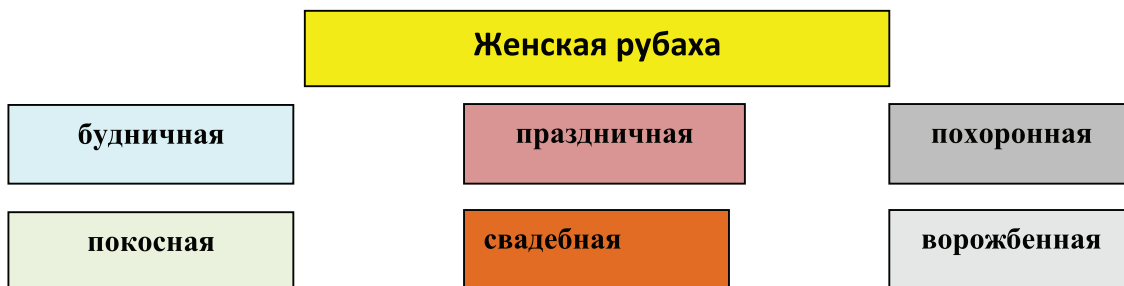 Женская рубаха
будничная
праздничная
похоронная
покосная
свадебная
ворожбенная